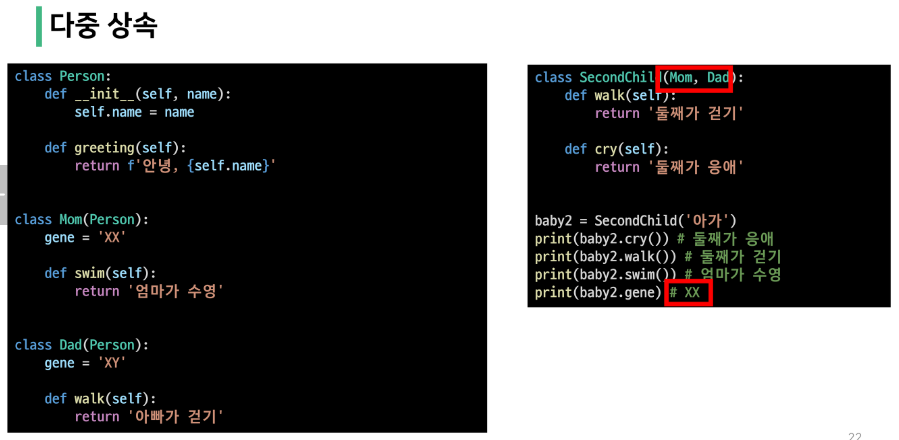 다중 상속
class Person:
    def __init__(self, name):
        self.name = name
    def greeting(self):
        return f'안녕, {self.name}'
class Mom(Person):
    gene = 'XX'
    def swim(self):
        return '엄마가 수영'
class Dad(Person):
    gene = 'XY'
    def walk(self):
        return '아빠가 걷기'
class SecondChild(Mom, Dad):
    def walk(self):
        return '둘째가 걷기'
    def cry(self):
        return '둘째가 응애'
baby2 = SecondChild('아가')
print(baby2.cry()) # 둘째가 응애
print(baby2.walk()) # 둘째가 걷기
print(baby2.swim()) # 엄마가 수영
print(baby2.gene) # XX
22